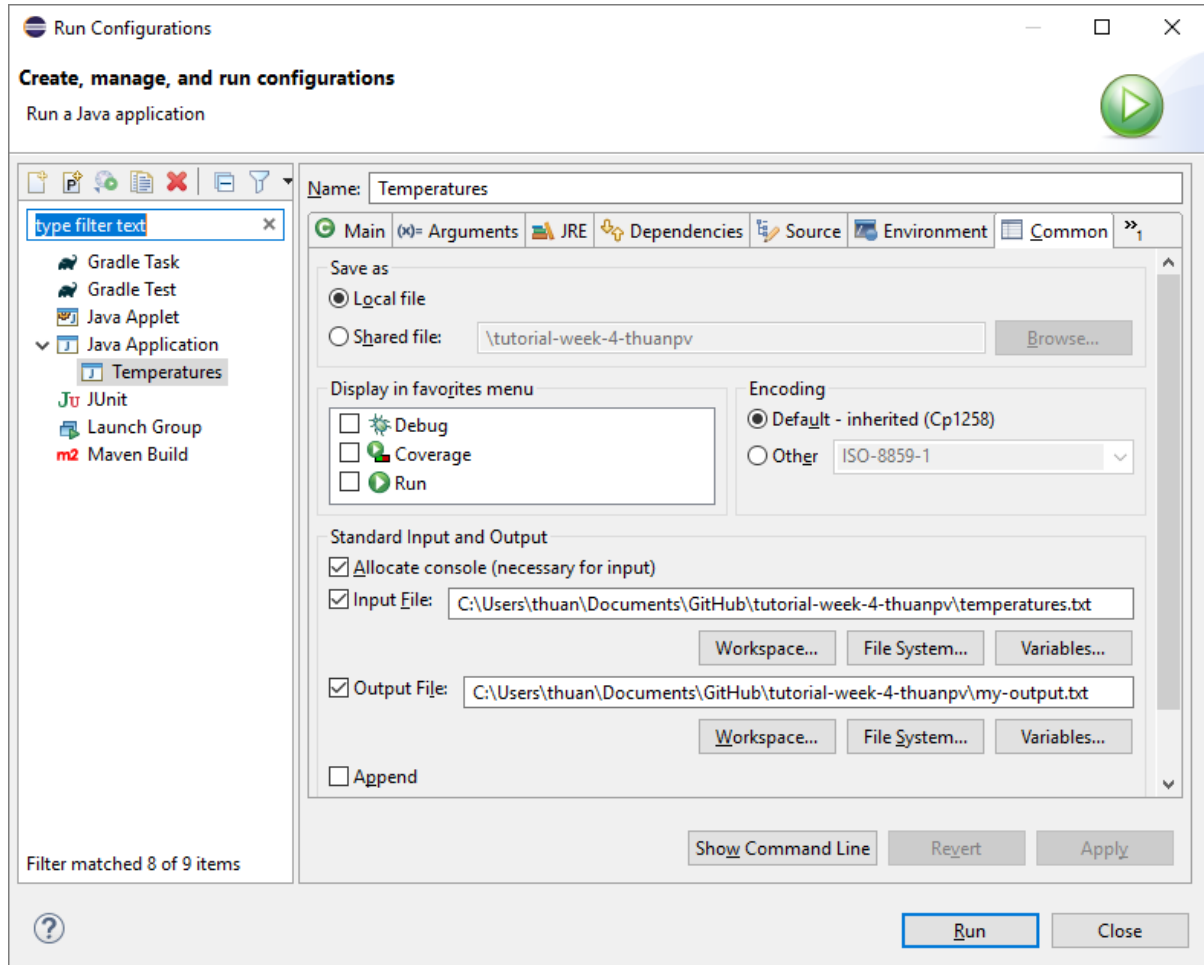 Run Configurations
Create, manage, and run configurations
Run a Java application
type filter text
Gradle Task
Gradle Test
Java Applet
Java Application
Temperatures
JUnit
Launch Group
Maven Build
Filter matched 8 of 9 items
Name: Temperatures
Main (x)= Arguments JRE Dependencies Source Environment Common »1
Save as
Local file
Shared file: \tutorial-week-4-thuanpv Browse...
Display in favorites menu
Debug
Coverage
Run
Encoding
Default - inherited (Cp1258)
Other ISO-8859-1
Standard Input and Output
Allocate console (necessary for input)
Input File: C:\Users\thuan\Documents\GitHub\tutorial-week-4-thuanpv\temperatures.txt
Workspace... File System... Variables...
Output File: C:\Users\thuan\Documents\GitHub\tutorial-week-4-thuanpv\my-output.txt
Workspace... File System... Variables...
Append
Show Command Line Revert Apply
Run Close